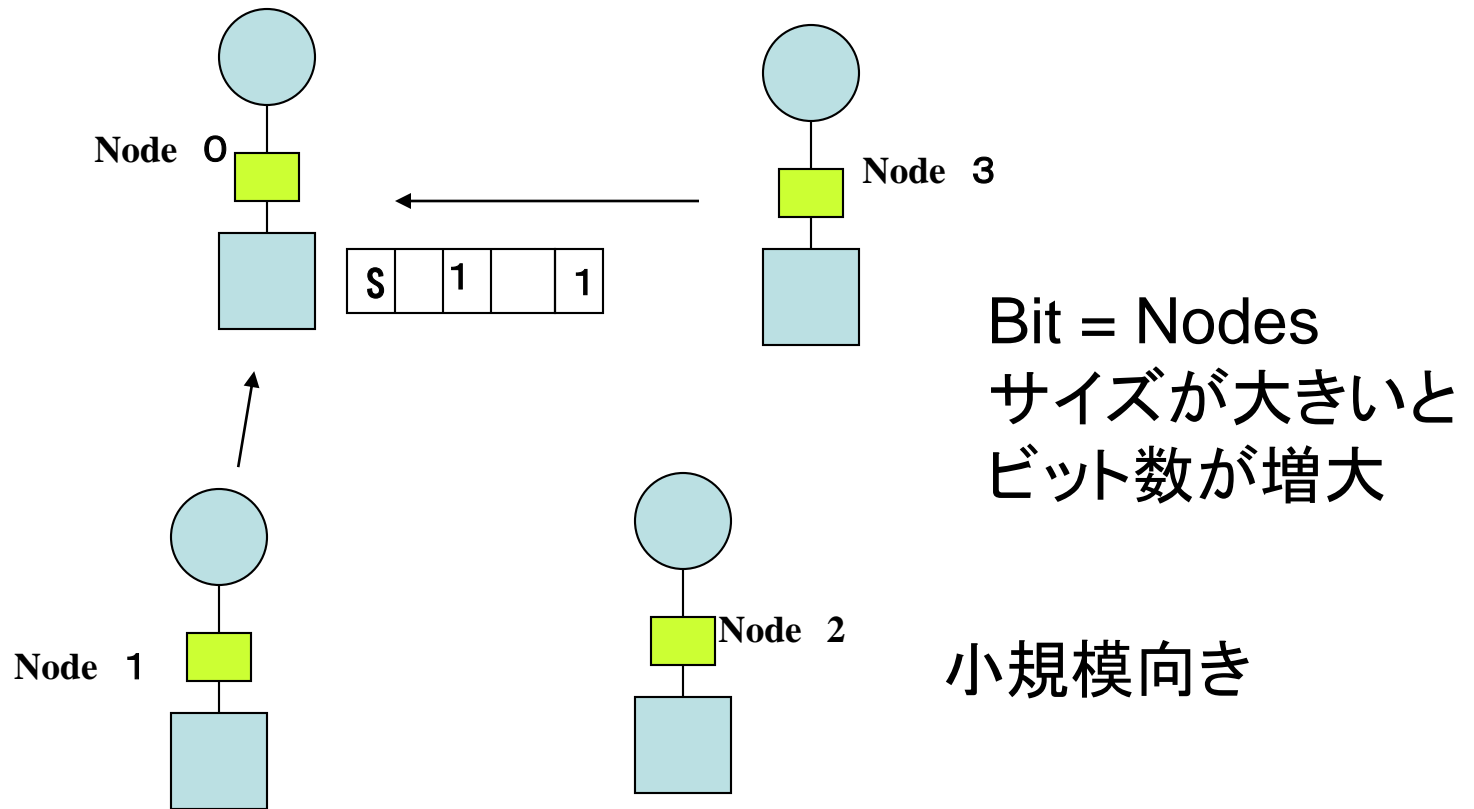 Node 0
Node 3
S 1 1
Bit = Nodes
サイズが大きいと
ビット数が増大
Node 2
Node 1
小規模向き